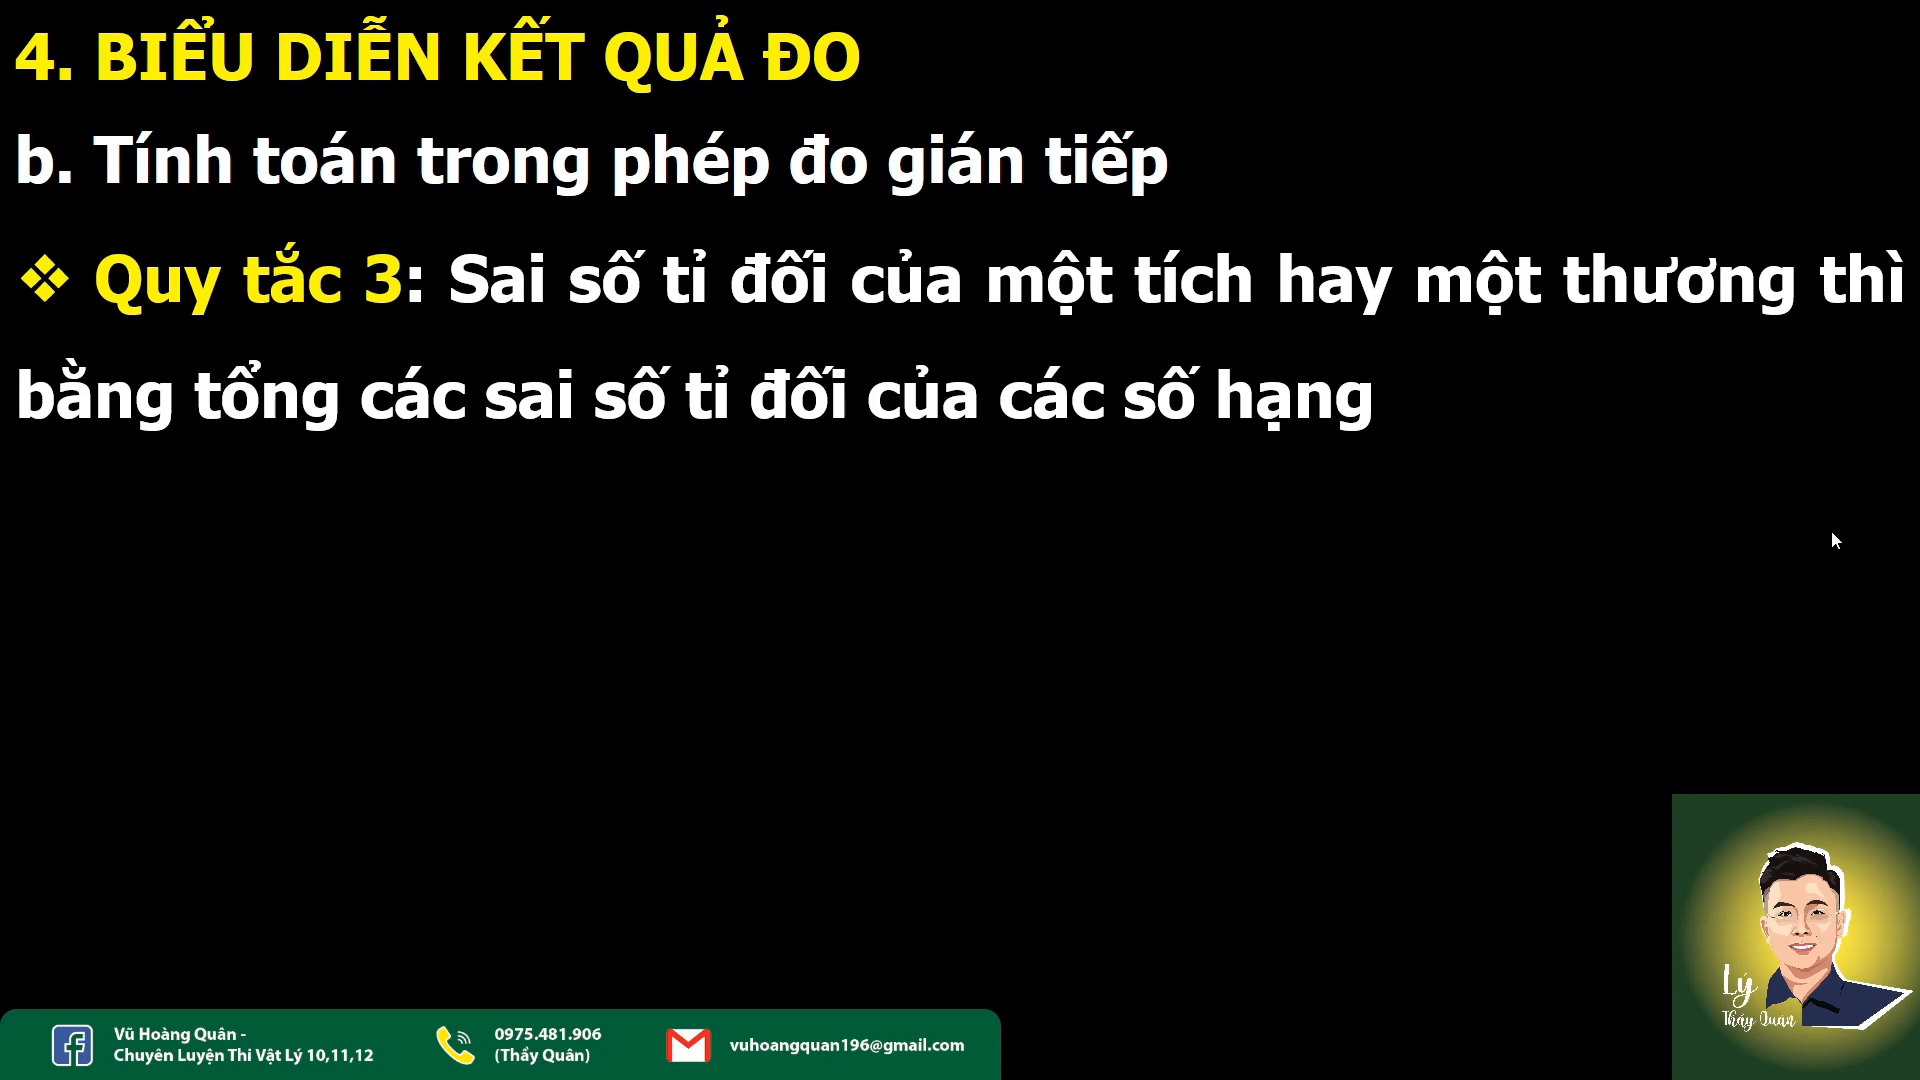 4. BIỂU DIỄN KẾT QUẢ ĐO
b. Tính toán trong phép đo gián tiếp
❖ Quy tắc 3: Sai số tỉ đối của một tích hay một thương thì
bằng tổng các sai số tỉ đối của các số hạng
Lý
Thầy Quân
Vũ Hoàng Quân -
Chuyên Luyện Thi Vật Lý 10,11,12
0975.481.906
(Thầy Quân)
vuhoangquan196@gmail.com